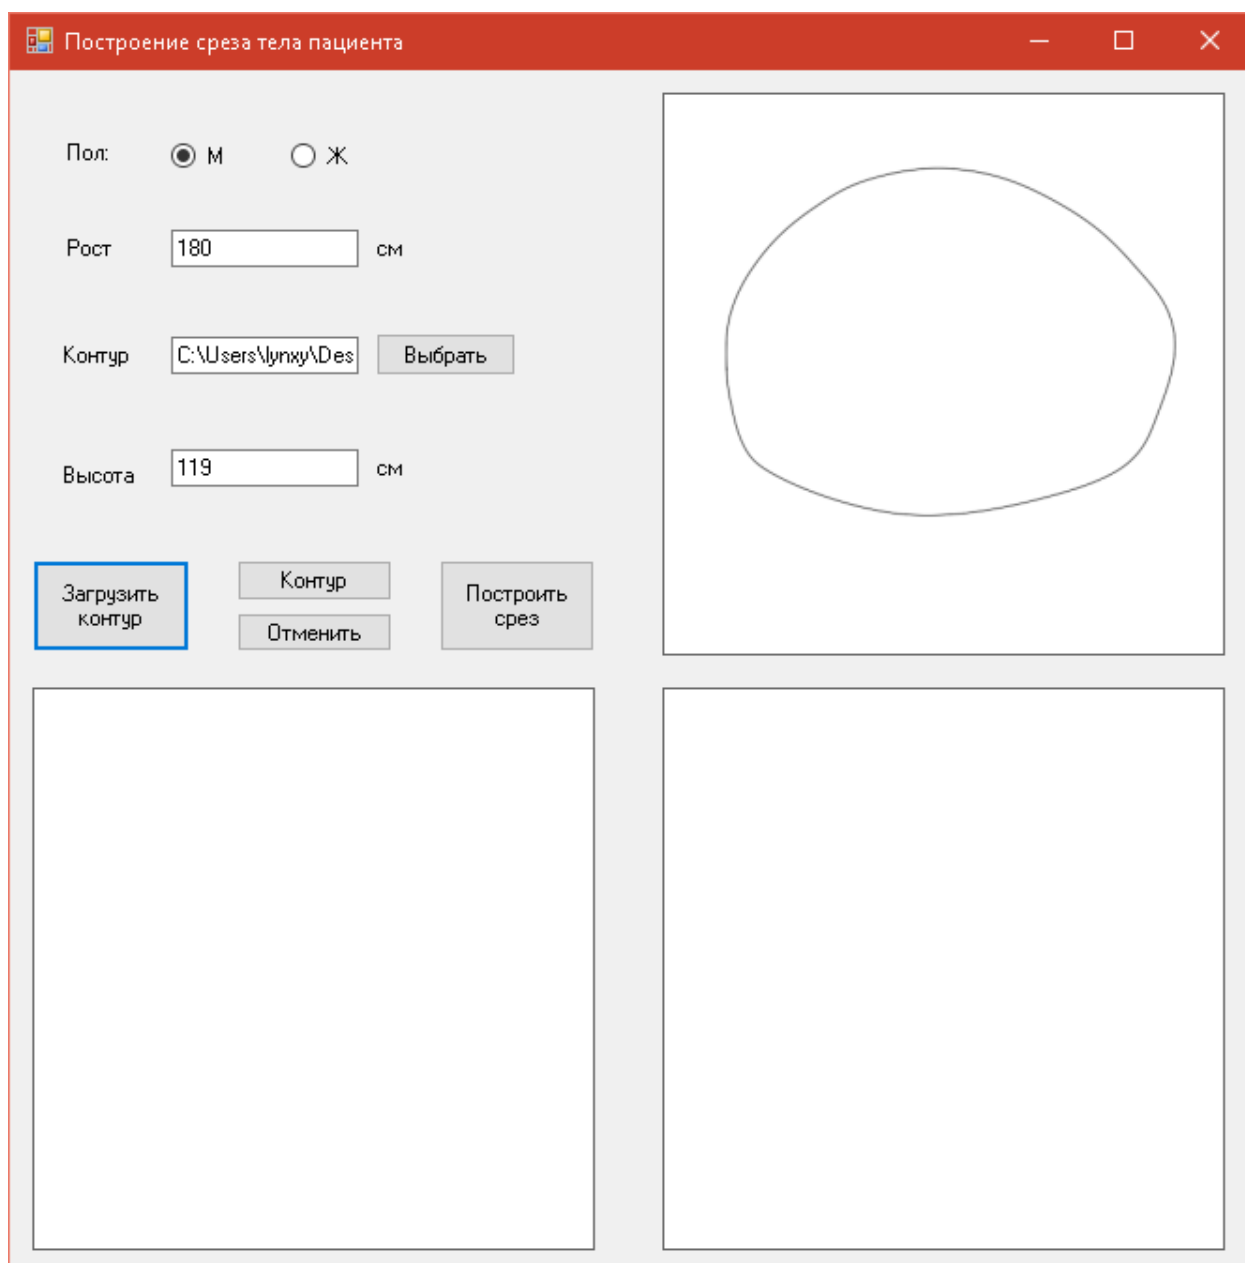 Построение среза тела пациента
Пол: М Ж
Рост 180 см
Контур C:\Users\lynxy\Des Выбрать
Высота 119 см
Загрузить
контур
Контур
Отменить
Построить
срез